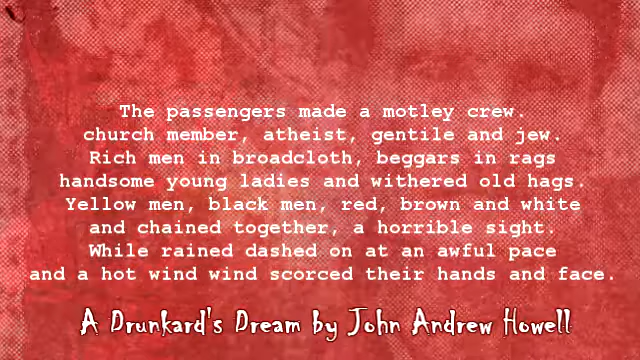 The passengers made a motley crew.
church member, atheist, gentile and jew.
Rich men in broadcloth, beggars in rags
handsome young ladies and withered old hags.
Yellow men, black men, red, brown and white
and chained together, a horrible sight.
While rained dashed on at an awful pace
and a hot wind wind scorced their hands and face.
A Drunkard's Dream by John Andrew Howell